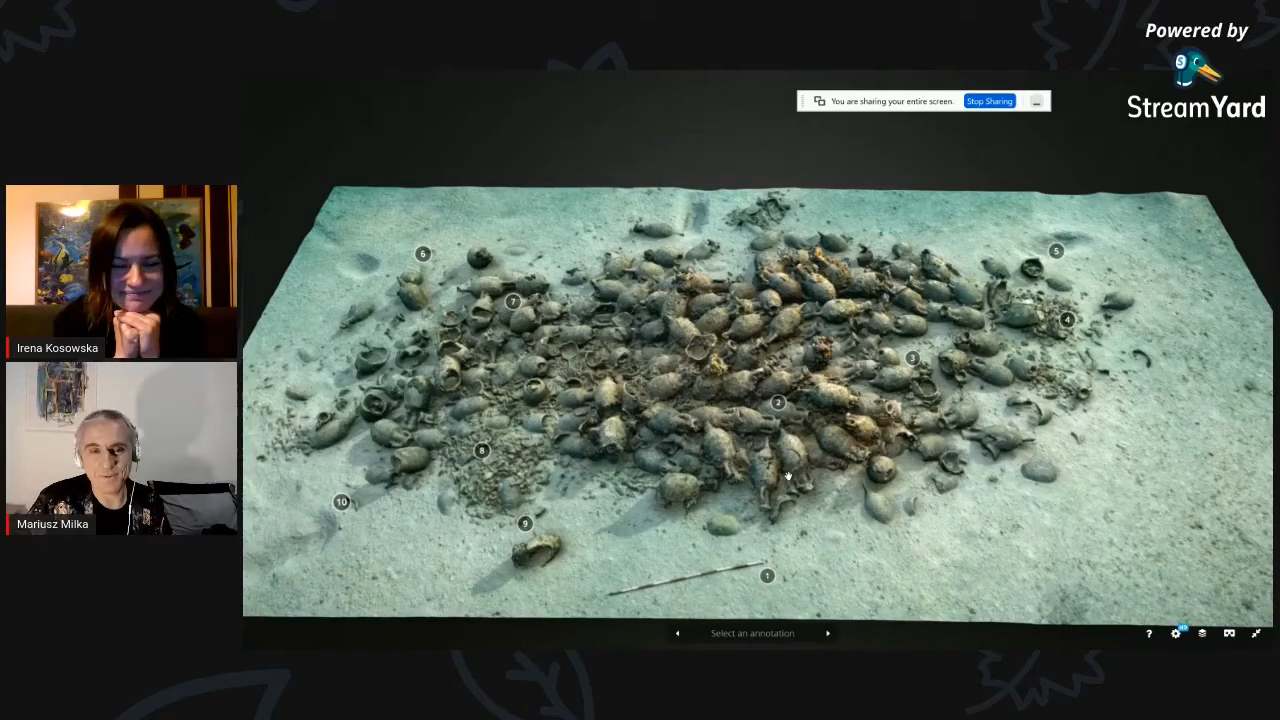 Powered by
StreamYard
You are sharing your entire screen.
Stop Sharing
Irena Kosowska
Mariusz Milka
6
5
7
4
3
2
8
10
9
1
Select an annotation
?
HD